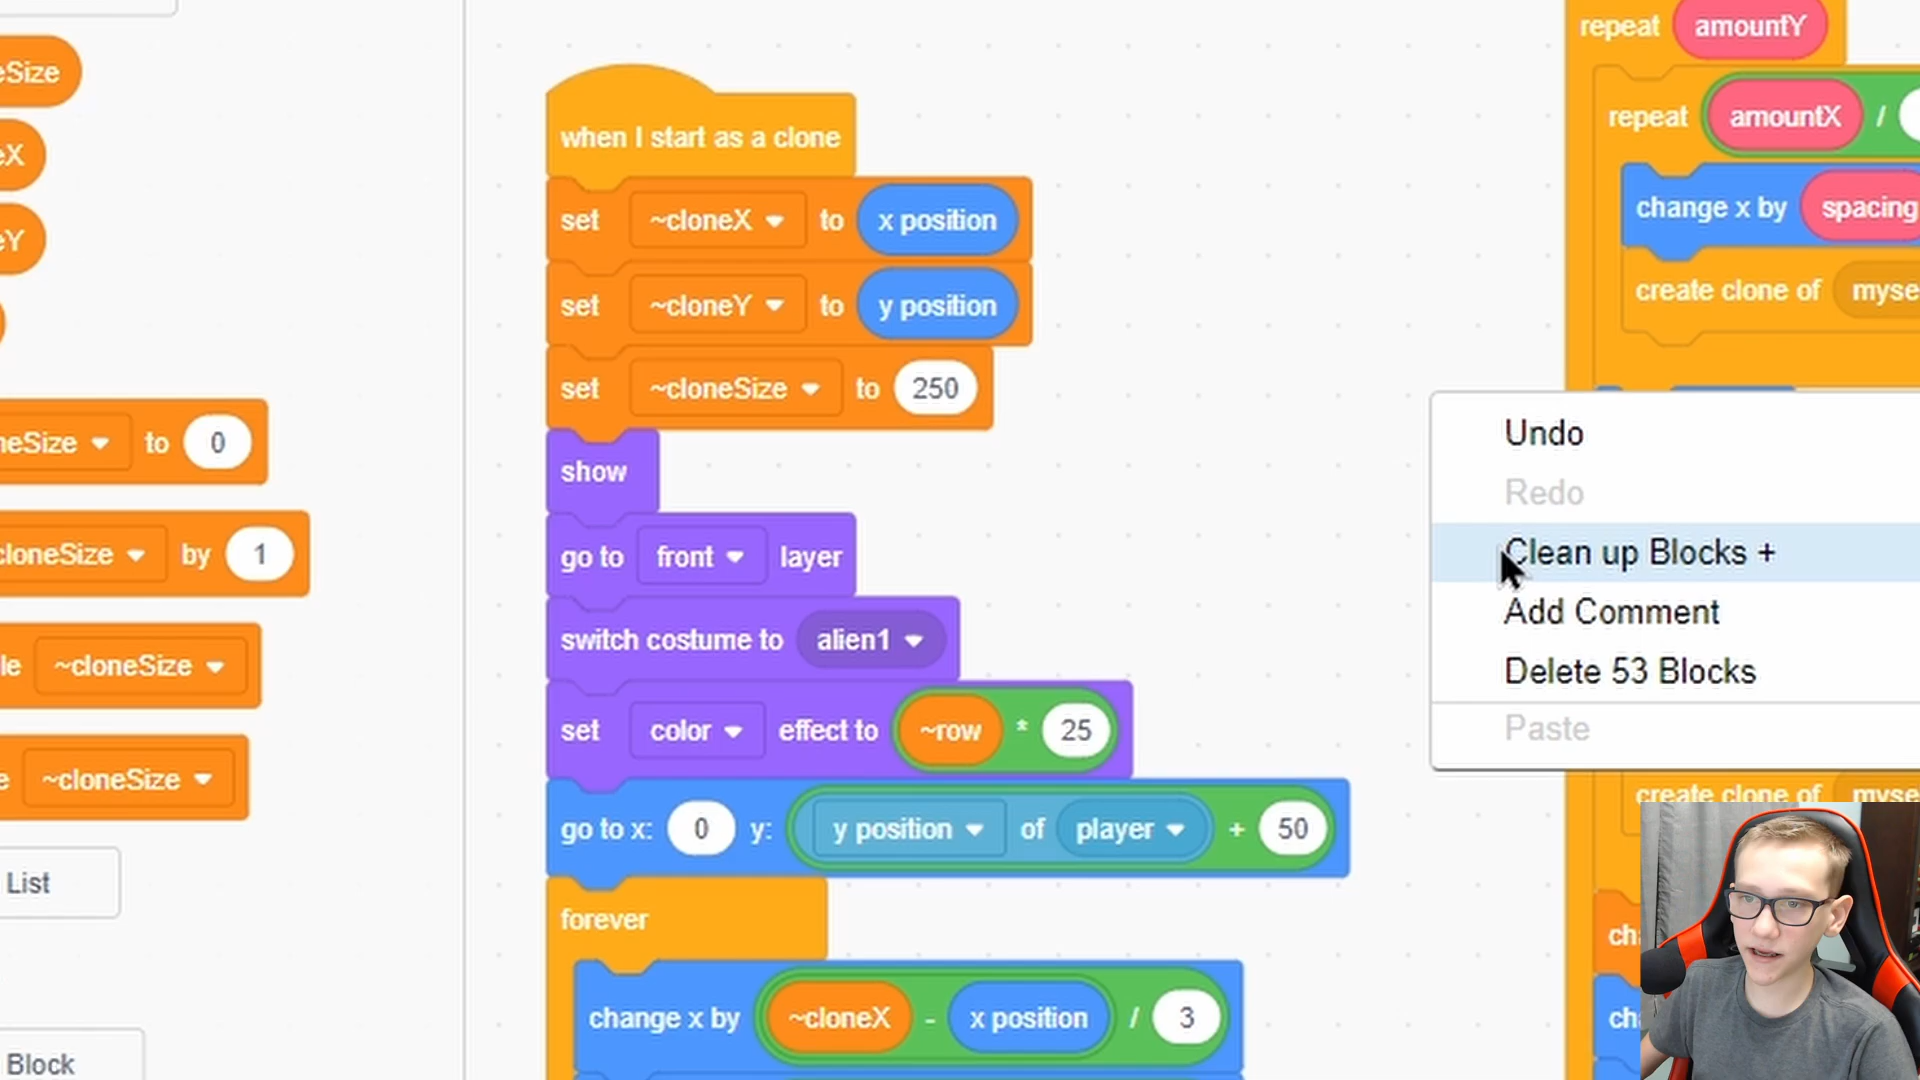 eSize
eX
eY
neSize to 0
cloneSize by 1
le ~cloneSize
e ~cloneSize
List
Block
when I start as a clone
set ~cloneX to x position
set ~cloneY to y position
set ~cloneSize to 250
show
go to front layer
switch costume to alien1
set color effect to ~row * 25
go to x: 0 y: y position of player + 50
forever
change x by ~cloneX - x position / 3
repeat amountY
repeat amountX /
change x by spacing
create clone of myse
Undo
Redo
Clean up Blocks +
Add Comment
Delete 53 Blocks
Paste
create clone of myse
cha
cha